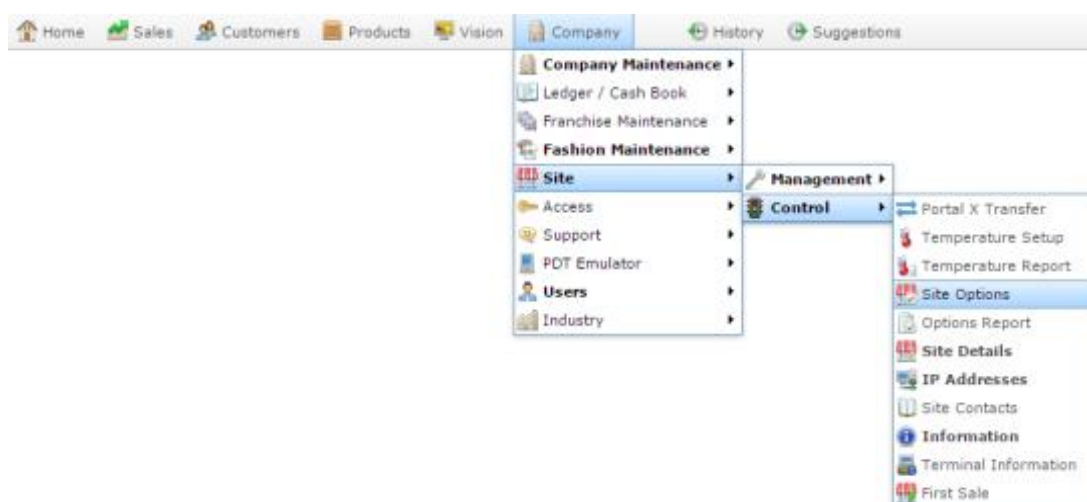 Home Sales Customers Products Vision Company History Suggestions
Company Maintenance
Ledger / Cash Book
Franchise Maintenance
Fashion Maintenance
Site
Access
Support
PDT Emulator
Users
Industry
Management
Control
Portal X Transfer
Temperature Setup
Temperature Report
Site Options
Options Report
Site Details
IP Addresses
Site Contacts
Information
Terminal Information
First Sale